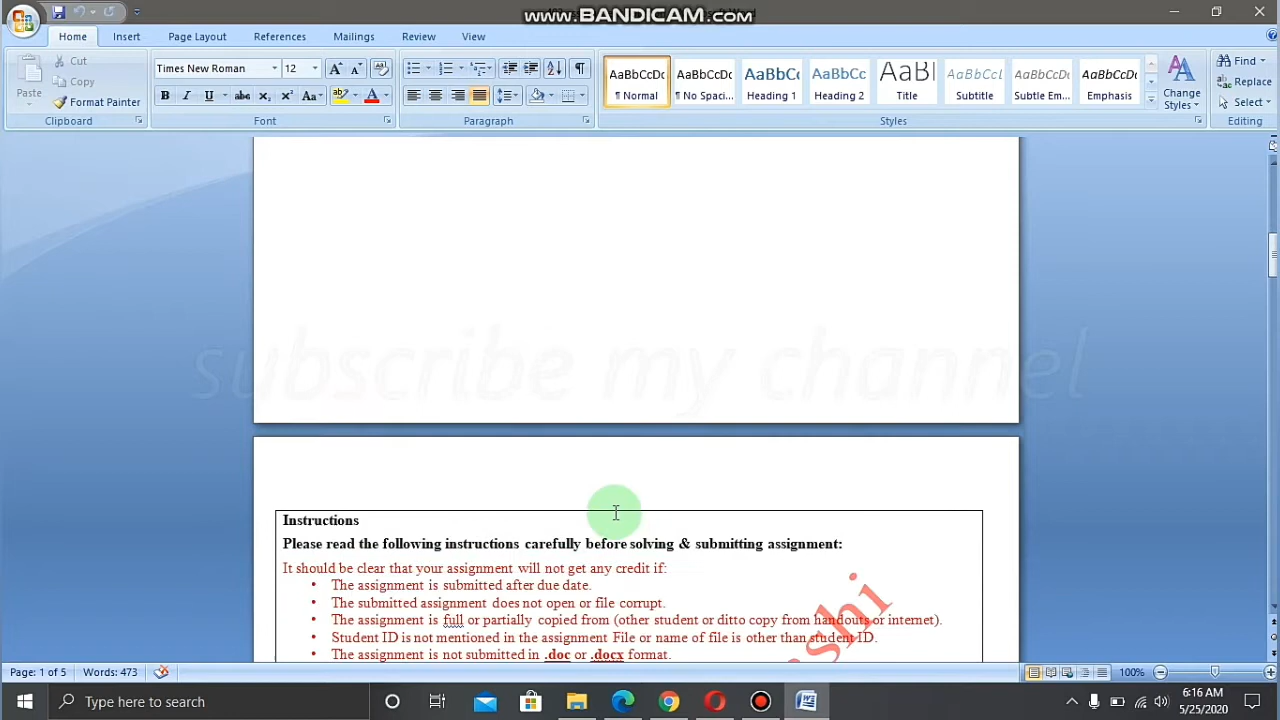 www.BANDICAM.com
Home Insert Page Layout References Mailings Review View
Paste
Cut
Copy
Format Painter
Clipboard
Times New Roman 12
Font
Paragraph
AaBbCcDc AaBbCcDc AaBbC AaBbCc AaBl AaBbCcL AaBbCcDc AaBbCcDc
¶ Normal ¶ No Spaci... Heading 1 Heading 2 Title Subtitle Subtle Em... Emphasis
Change Styles
Styles
Find
Replace
Select
Editing
subscribe my channel
Instructions
Please read the following instructions carefully before solving & submitting assignment:
It should be clear that your assignment will not get any credit if:
• The assignment is submitted after due date.
• The submitted assignment does not open or file corrupt.
• The assignment is full or partially copied from (other student or ditto copy from handouts or internet).
• Student ID is not mentioned in the assignment File or name of file is other than student ID.
• The assignment is not submitted in .doc or .docx format.
Page: 1 of 5 Words: 473 100%
Type here to search
6:16 AM
5/25/2020